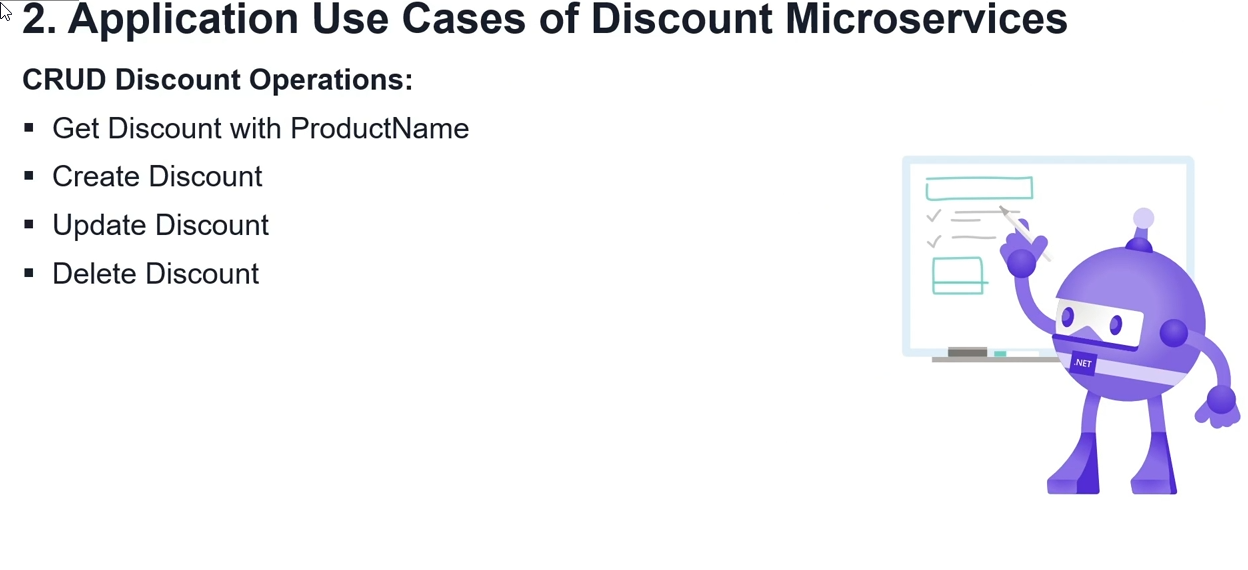 2. Application Use Cases of Discount Microservices
CRUD Discount Operations:
▪ Get Discount with ProductName
▪ Create Discount
▪ Update Discount
▪ Delete Discount
.NET